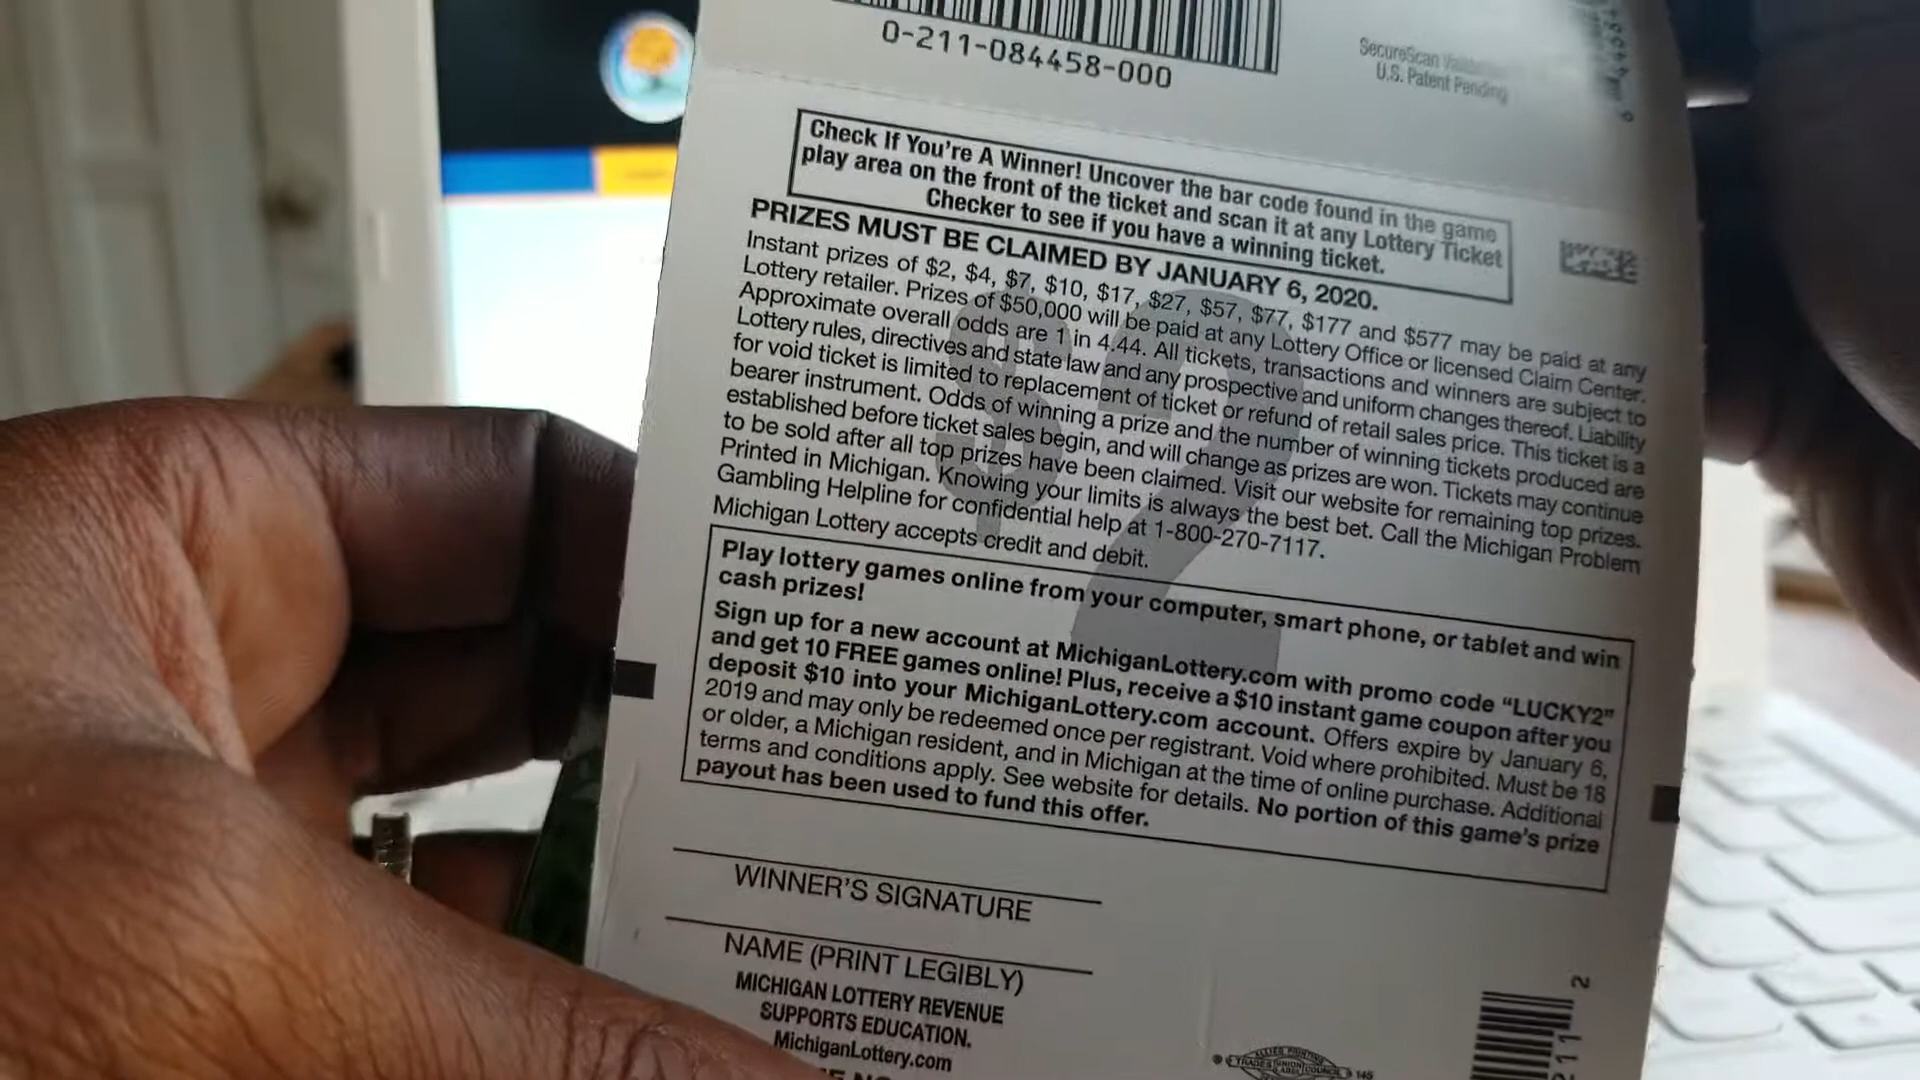 0-211-084458-000
SecureScan
U.S. Patent Pending
Check If You're A Winner! Uncover the bar code found in the game
play area on the front of the ticket and scan it at any Lottery Ticket
Checker to see if you have a winning ticket.
PRIZES MUST BE CLAIMED BY JANUARY 6, 2020.
Instant prizes of $2, $4, $7, $10, $17, $27, $57, $77, $177 and $577 may be paid at any
Lottery retailer. Prizes of $50,000 will be paid at any Lottery Office or licensed Claim Center.
Approximate overall odds are 1 in 4.44. All tickets, transactions and winners are subject to
Lottery rules, directives and state law and any prospective and uniform changes thereof. Liability
for void ticket is limited to replacement of ticket or refund of retail sales price. This ticket is a
bearer instrument. Odds of winning a prize and the number of winning tickets produced are
established before ticket sales begin, and will change as prizes are won. Tickets may continue
to be sold after all top prizes have been claimed. Visit our website for remaining top prizes.
Printed in Michigan. Knowing your limits is always the best bet. Call the Michigan Problem
Gambling Helpline for confidential help at 1-800-270-7117.
Michigan Lottery accepts credit and debit.
$2
Play lottery games online from your computer, smart phone, or tablet and win
cash prizes!
Sign up for a new account at MichiganLottery.com with promo code “LUCKY2”
and get 10 FREE games online! Plus, receive a $10 instant game coupon after you
deposit $10 into your MichiganLottery.com account. Offers expire by January 6,
2019 and may only be redeemed once per registrant. Void where prohibited. Must be 18
or older, a Michigan resident, and in Michigan at the time of online purchase. Additional
terms and conditions apply. See website for details. No portion of this game's prize
payout has been used to fund this offer.
WINNER'S SIGNATURE
NAME (PRINT LEGIBLY)
MICHIGAN LOTTERY REVENUE
SUPPORTS EDUCATION.
MichiganLottery.com
ALLIED PRINTING
TRADES UNION COUNCIL
LABEL
145
211 2